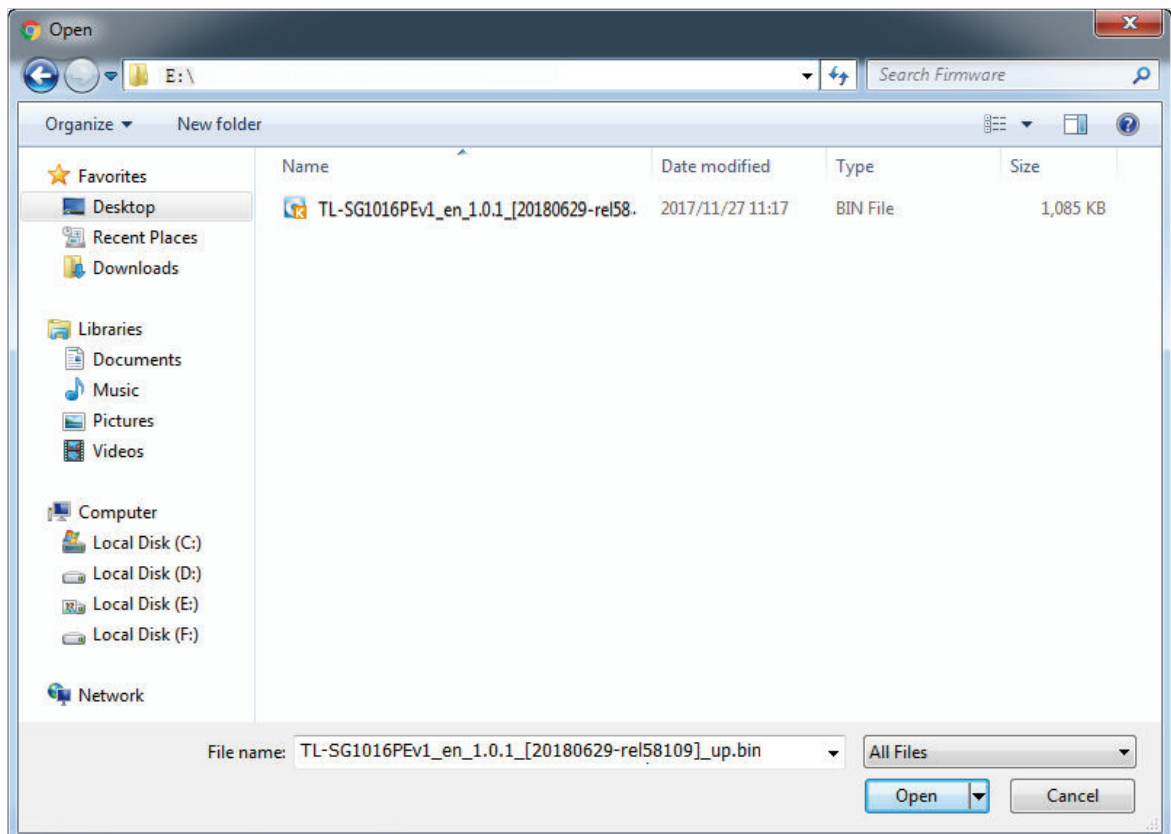 Open
E:\
Search Firmware
Organize
New folder
Name
Date modified
Type
Size
Favorites
Desktop
Recent Places
Downloads
Libraries
Documents
Music
Pictures
Videos
Computer
Local Disk (C:)
Local Disk (D:)
Local Disk (E:)
Local Disk (F:)
Network
TL-SG1016PEv1_en_1.0.1_[20180629-rel58.
2017/11/27 11:17
BIN File
1,085 KB
File name:
TL-SG1016PEv1_en_1.0.1_[20180629-rel58109]_up.bin
All Files
Open
Cancel